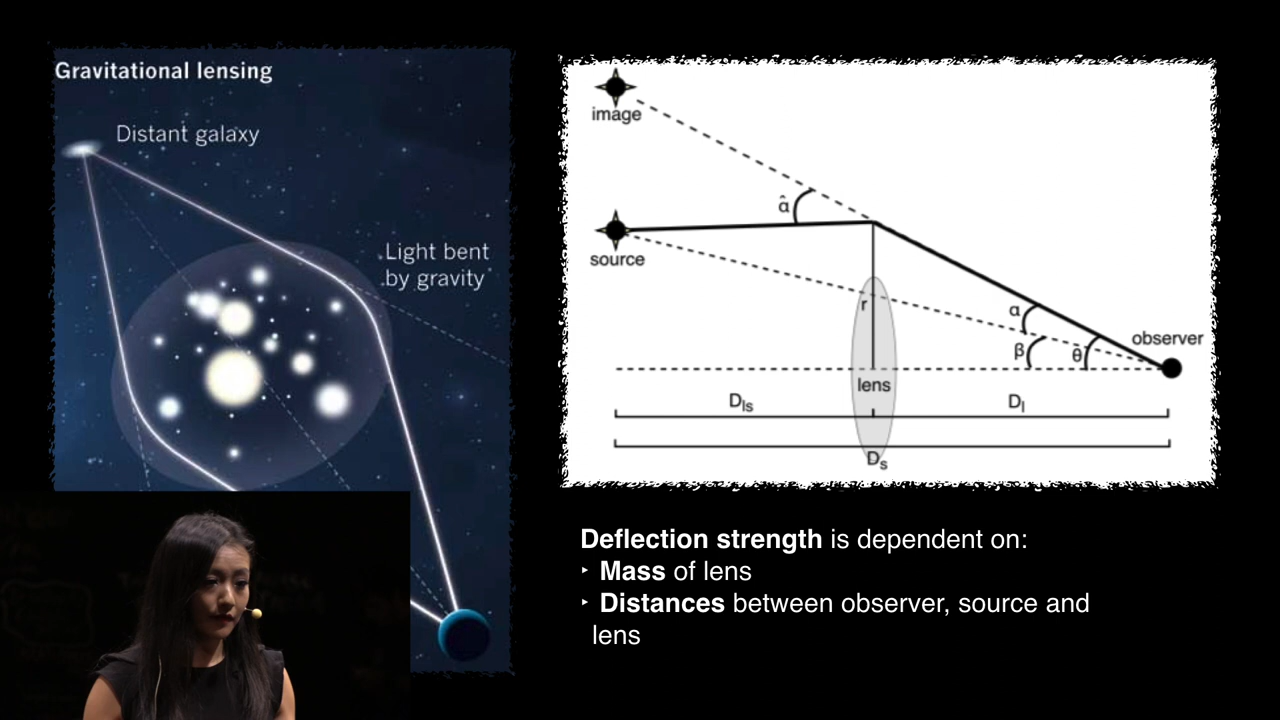 Gravitational lensing
Distant galaxy
Light bent
by gravity
image
α̂
source
r
α
β
θ
observer
lens
Dls
Dl
Ds
Deflection strength is dependent on:
‣ Mass of lens
‣ Distances between observer, source and
lens